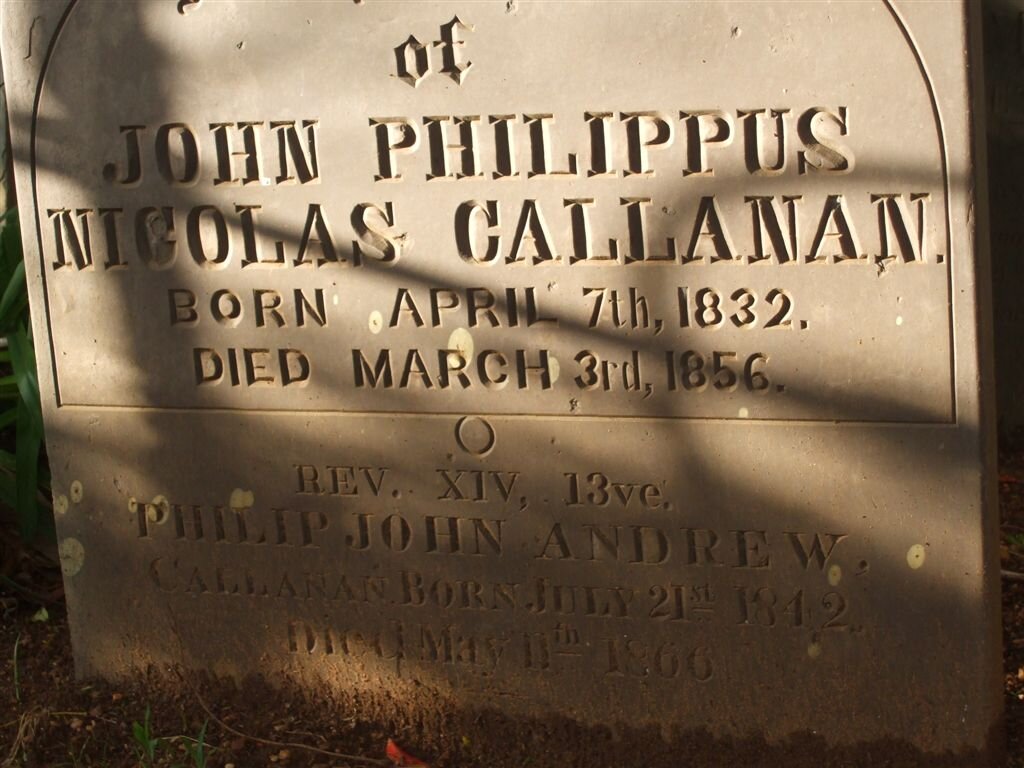 of
JOHN PHILIPPUS
NICOLAS CALLANAN.
BORN APRIL 7th, 1832.
DIED MARCH 3rd, 1856.
REV. XIV, 13ve.
PHILIP JOHN ANDREW,
CALLANAN BORN JULY 21st 1842.
Died May 11th 1866